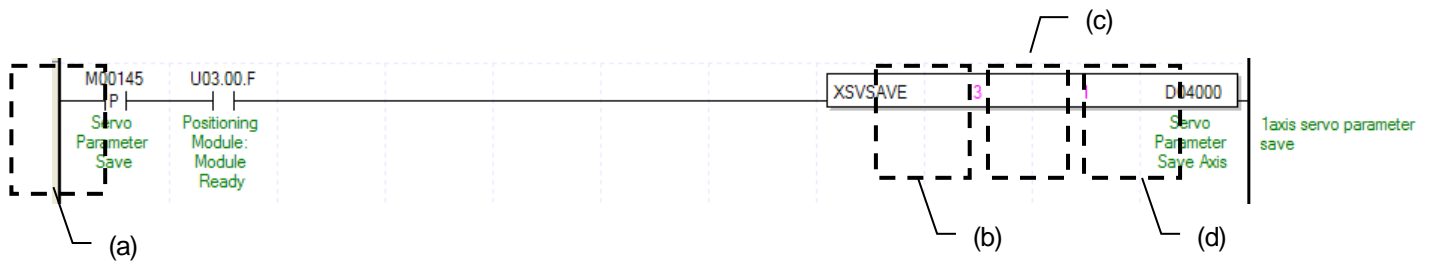 (c)
M00145 U03.00.F
P
XSVSAVE 3 1 D04000
Servo Parameter Save
Positioning Module: Module Ready
Servo Parameter Save Axis
1axis servo parameter save
(a)
(b)
(d)